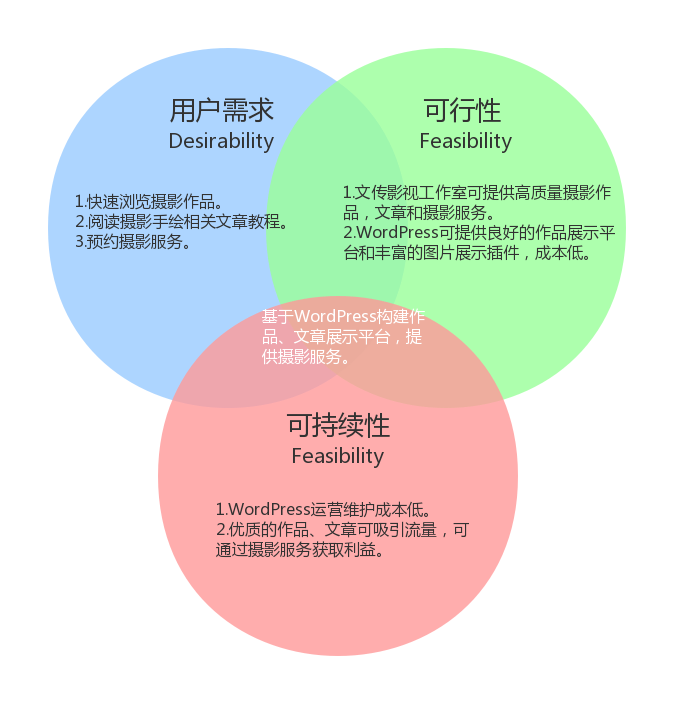 用户需求
Desirability
1.快速浏览摄影作品。
2.阅读摄影手绘相关文章教程。
3.预约摄影服务。
可行性
Feasibility
1.文传影视工作室可提供高质量摄影作
品，文章和摄影服务。
2.WordPress可提供良好的作品展示平
台和丰富的图片展示插件，成本低。
基于WordPress构建作
品、文章展示平台，提
供摄影服务。
可持续性
Feasibility
1.WordPress运营维护成本低。
2.优质的作品、文章可吸引流量，可
通过摄影服务获取利益。